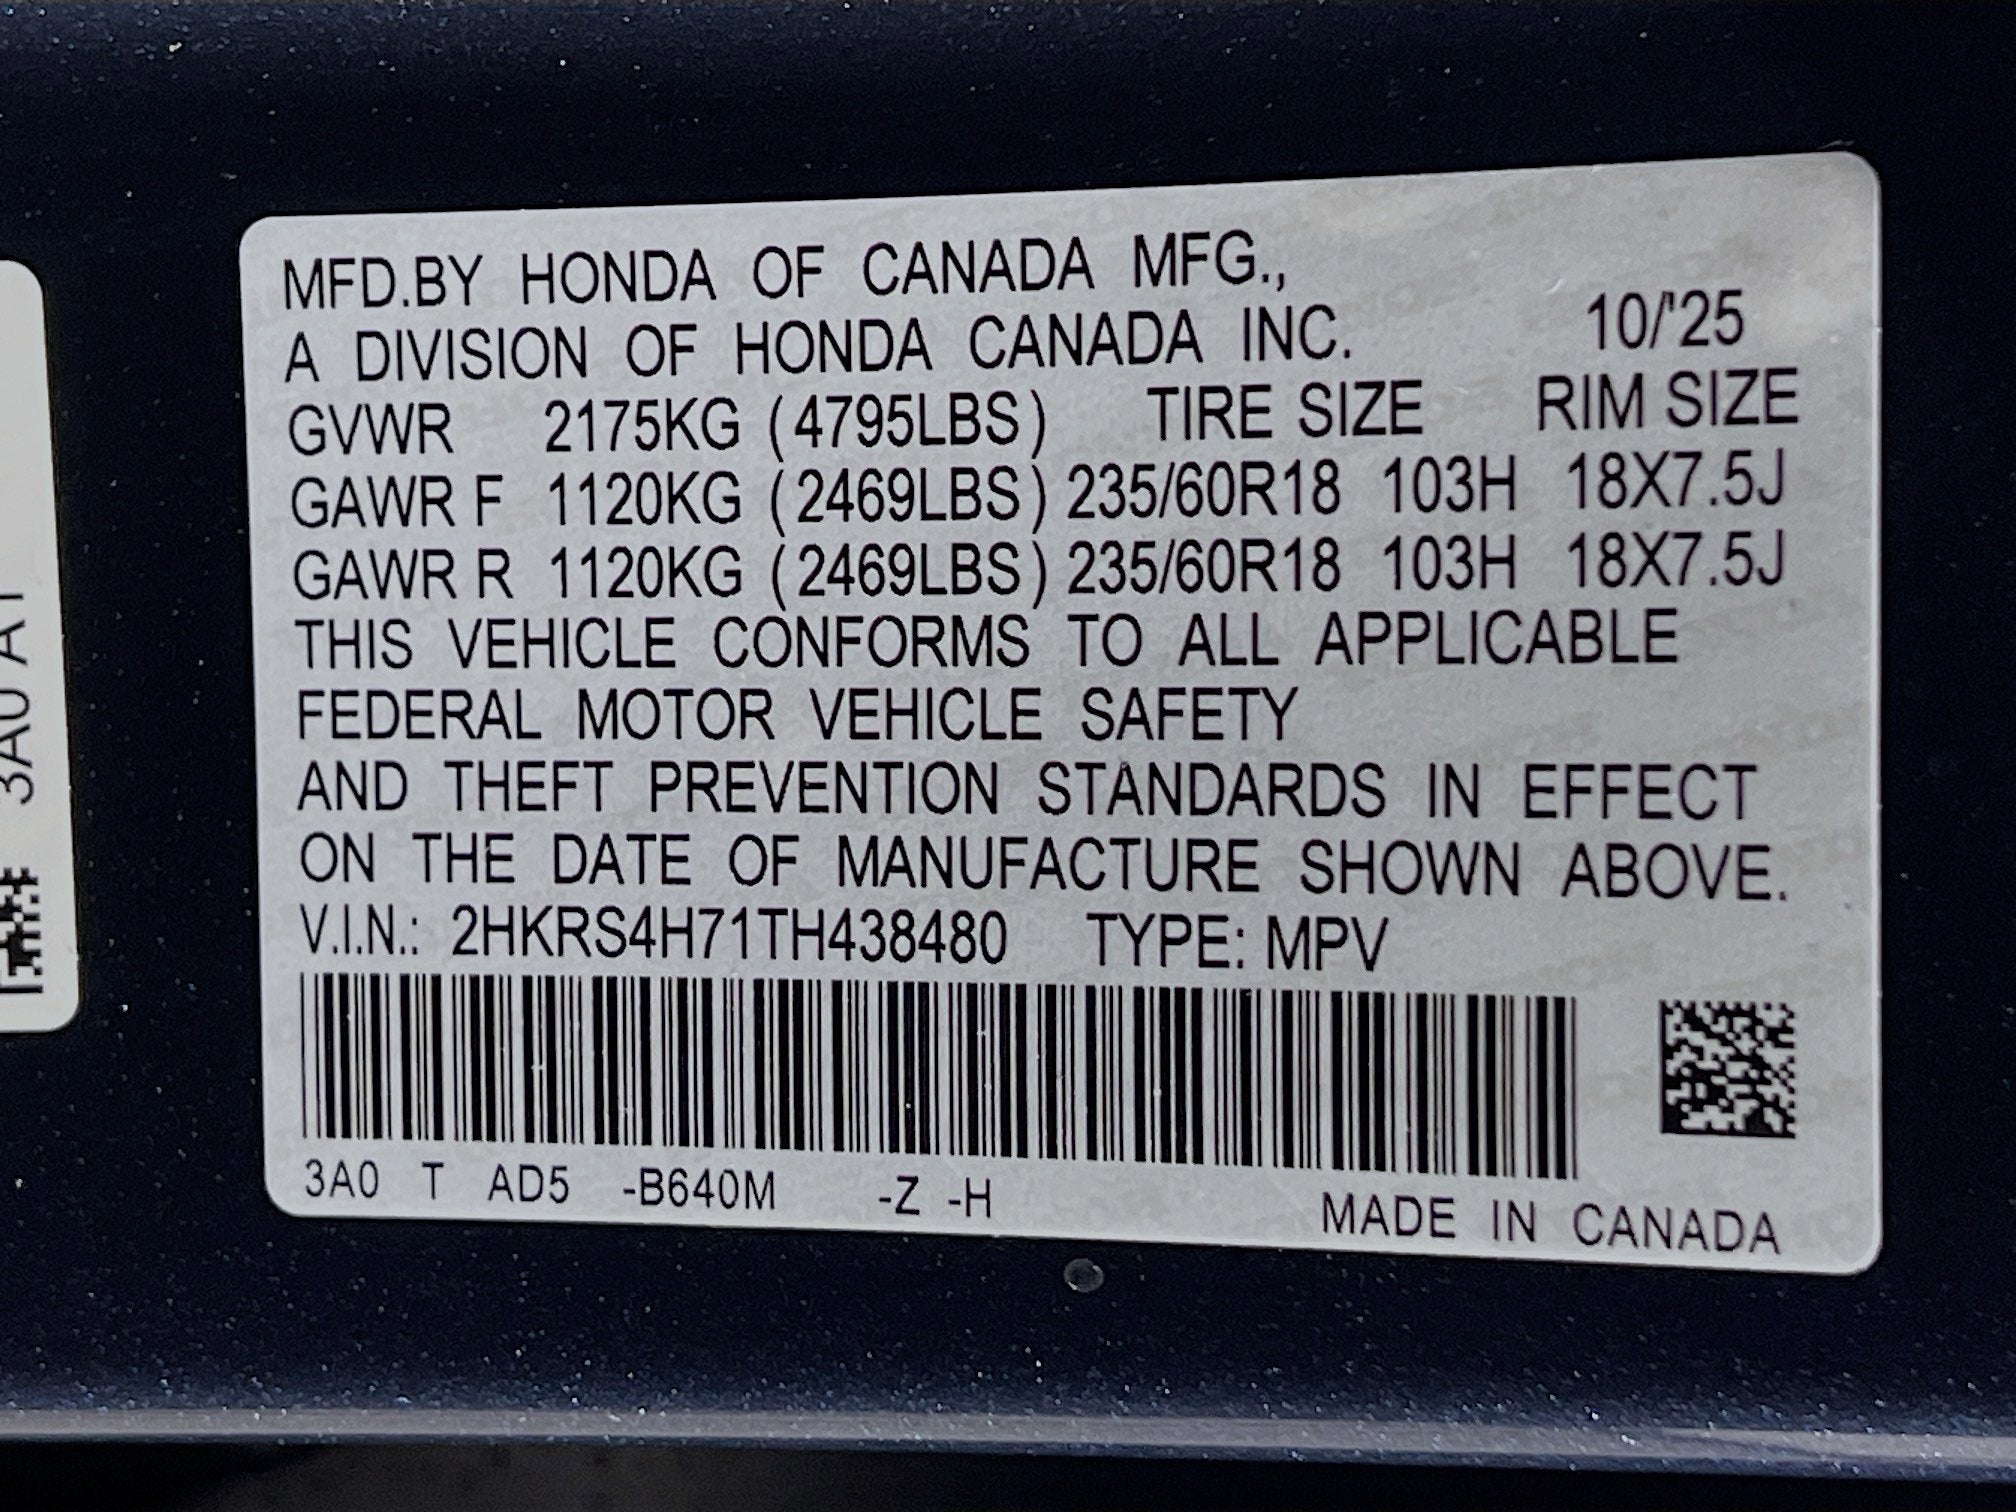 MFD.BY HONDA OF CANADA MFG.,
A DIVISION OF HONDA CANADA INC. 10/'25
GVWR 2175KG (4795LBS) TIRE SIZE RIM SIZE
GAWR F 1120KG (2469LBS) 235/60R18 103H 18X7.5J
GAWR R 1120KG (2469LBS) 235/60R18 103H 18X7.5J
THIS VEHICLE CONFORMS TO ALL APPLICABLE
FEDERAL MOTOR VEHICLE SAFETY
AND THEFT PREVENTION STANDARDS IN EFFECT
ON THE DATE OF MANUFACTURE SHOWN ABOVE.
V.I.N.: 2HKRS4H71TH438480 TYPE: MPV
3A0 T AD5 -B640M -Z -H MADE IN CANADA